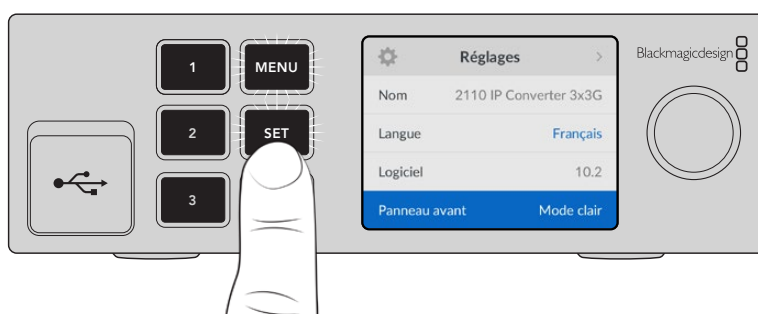 1
MENU
2
SET
3
Réglages
Nom 2110 IP Converter 3x3G
Langue Français
Logiciel 10.2
Panneau avant Mode clair
Blackmagicdesign